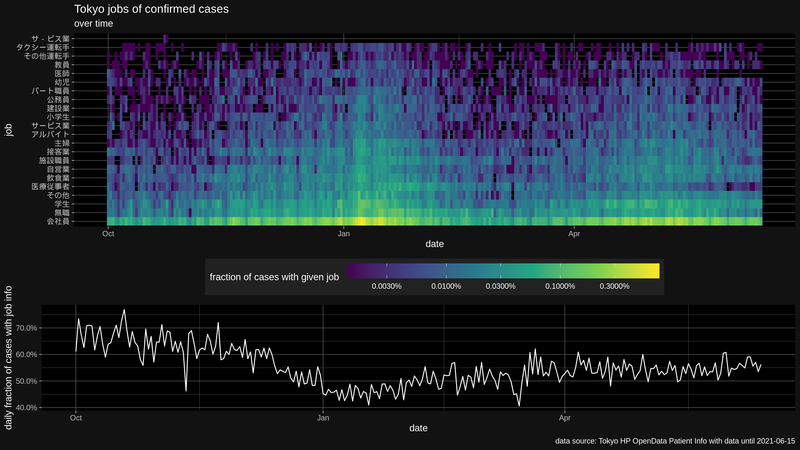 Tokyo jobs of confirmed cases
over time
サ - ビス業
タクシー運転手
その他運転手
教員
医師
幼児
パート職員
公務員
建設業
小学生
サービス業
アルバイト
主婦
接客業
施設職員
自営業
飲食業
医療従事者
その他
学生
無職
会社員
job
Oct Jan Apr
date
fraction of cases with given job
0.0030% 0.0100% 0.0300% 0.1000% 0.3000%
daily fraction of cases with job info
70.0%
60.0%
50.0%
40.0%
Oct Jan Apr
date
data source: Tokyo HP OpenData Patient Info with data until 2021-06-15